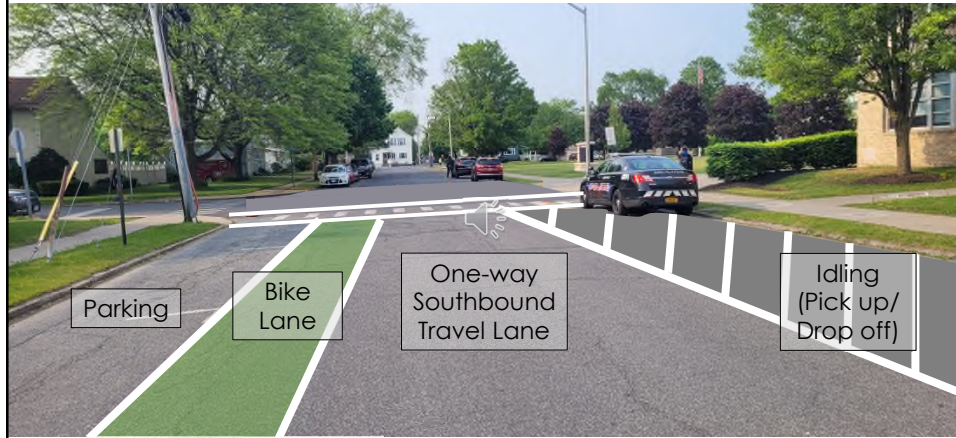 Parking
Bike
Lane
One-way
Southbound
Travel Lane
Idling
(Pick up/
Drop off)